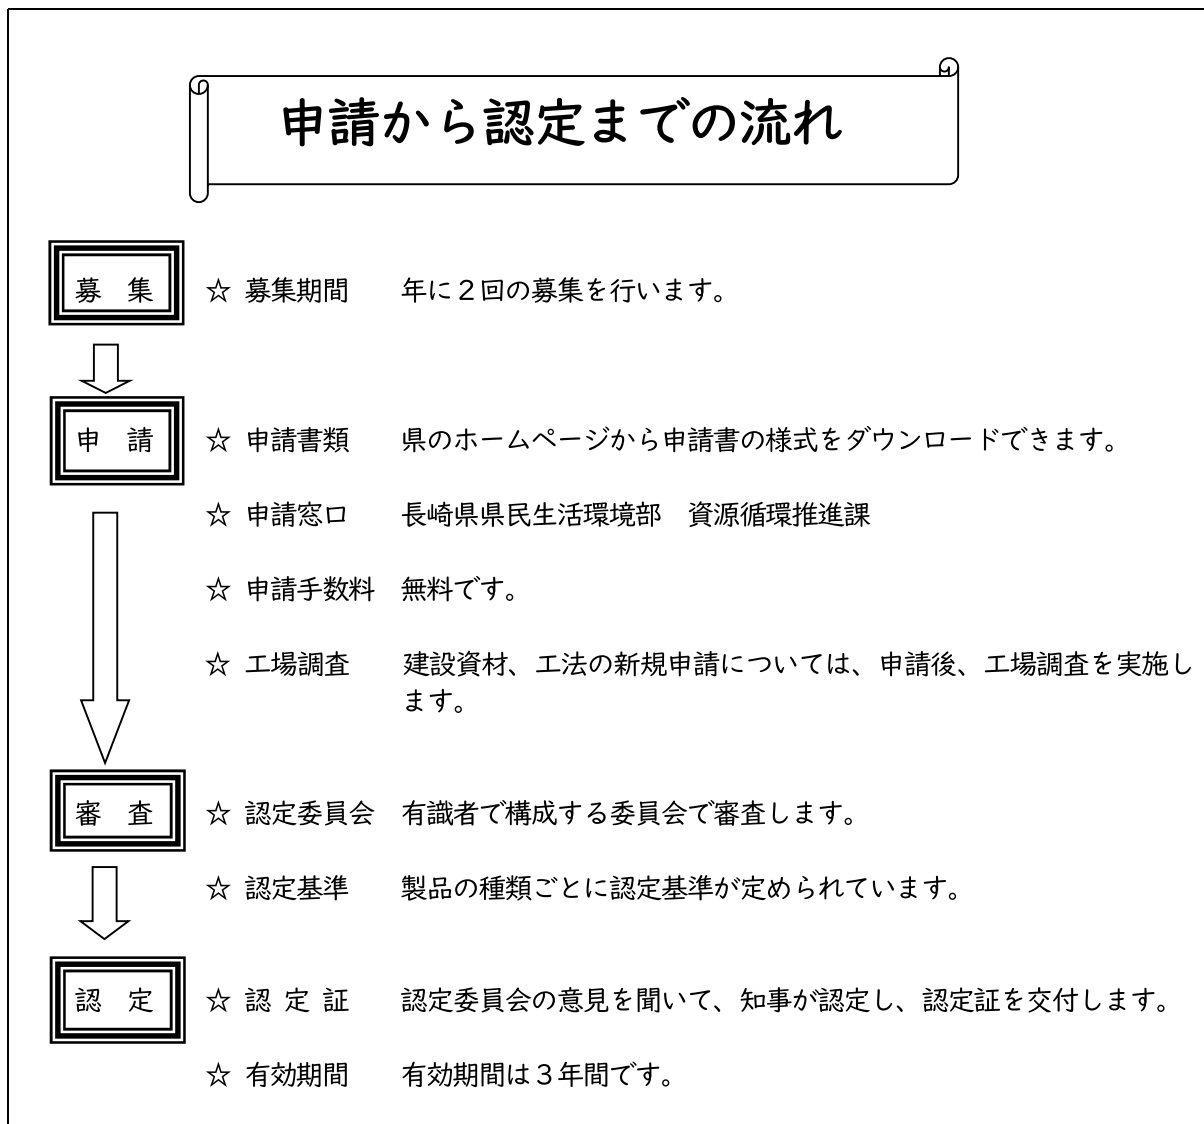 申請から認定までの流れ
募　集　☆ 募集期間　　年に２回の募集を行います。
申　請　☆ 申請書類　　県のホームページから申請書の様式をダウンロードできます。
☆ 申請窓口　　長崎県県民生活環境部　資源循環推進課
☆ 申請手数料　無料です。
☆ 工場調査　　建設資材、工法の新規申請については、申請後、工場調査を実施し
ます。
審　査　☆ 認定委員会　有識者で構成する委員会で審査します。
☆ 認定基準　　製品の種類ごとに認定基準が定められています。
認　定　☆ 認 定 証　　認定委員会の意見を聞いて、知事が認定し、認定証を交付します。
☆ 有効期間　　有効期間は３年間です。